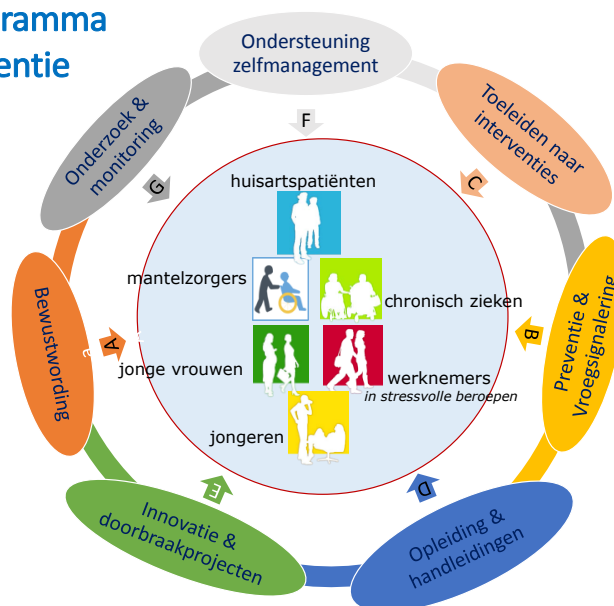 ramma
entie
Ondersteuning
zelfmanagement
F
Toeleiden naar
interventies
C
Preventie &
Vroegsignalering
B
Opleiding &
handleidingen
D
Innovatie &
doorbraakprojecten
E
Bewustwording
A
Onderzoek &
monitoring
G
huisartspatiënten
mantelzorgers
chronisch zieken
jonge vrouwen
werknemers
in stressvolle beroepen
jongeren